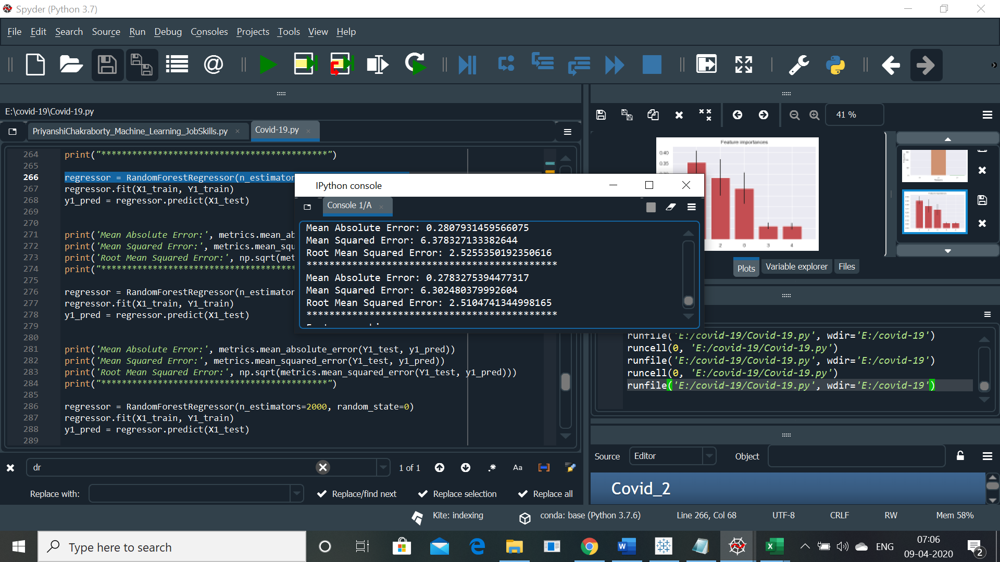 Spyder (Python 3.7)
File Edit Search Source Run Debug Consoles Projects Tools View Help
E:\covid-19\Covid-19.py
PriyanshiChakraborty_Machine_Learning_JobSkills.py
Covid-19.py
264 print("********************************************")
265
266 regressor = RandomForestRegressor(n_estimator
267 regressor.fit(X1_train, Y1_train)
268 y1_pred = regressor.predict(X1_test)
269
270
271 print('Mean Absolute Error:', metrics.mean_ab
272 print('Mean Squared Error:', metrics.mean_squ
273 print('Root Mean Squared Error:', np.sqrt(met
274 print("**************************************
275
276 regressor = RandomForestRegressor(n_estimator
277 regressor.fit(X1_train, Y1_train)
278 y1_pred = regressor.predict(X1_test)
279
280
281 print('Mean Absolute Error:', metrics.mean_absolute_error(Y1_test, y1_pred))
282 print('Mean Squared Error:', metrics.mean_squared_error(Y1_test, y1_pred))
283 print('Root Mean Squared Error:', np.sqrt(metrics.mean_squared_error(Y1_test, y1_pred)))
284 print("********************************************")
285
286 regressor = RandomForestRegressor(n_estimators=2000, random_state=0)
287 regressor.fit(X1_train, Y1_train)
288 y1_pred = regressor.predict(X1_test)
289
IPython console
Console 1/A
Mean Absolute Error: 0.2807931459566075
Mean Squared Error: 6.378327133382644
Root Mean Squared Error: 2.5255350192350616
********************************************
Mean Absolute Error: 0.2783275394477317
Mean Squared Error: 6.302480379992604
Root Mean Squared Error: 2.5104741344998165
********************************************
41 %
Feature importances
0.40
0.35
2 0 3 4
Plots Variable explorer Files
runfile('E:/covid-19/Covid-19.py', wdir='E:/covid-19')
runcell(0, 'E:/covid-19/Covid-19.py')
runfile('E:/covid-19/Covid-19.py', wdir='E:/covid-19')
runcell(0, 'E:/covid-19/Covid-19.py')
runfile('E:/covid-19/Covid-19.py', wdir='E:/covid-19')
Source Editor Object
Covid_2
dr
1 of 1
Aa
Replace with:
Replace/find next Replace selection Replace all
Kite: indexing conda: base (Python 3.7.6) Line 266, Col 68 UTF-8 CRLF RW Mem 58%
Type here to search
ENG
07:06
09-04-2020
2